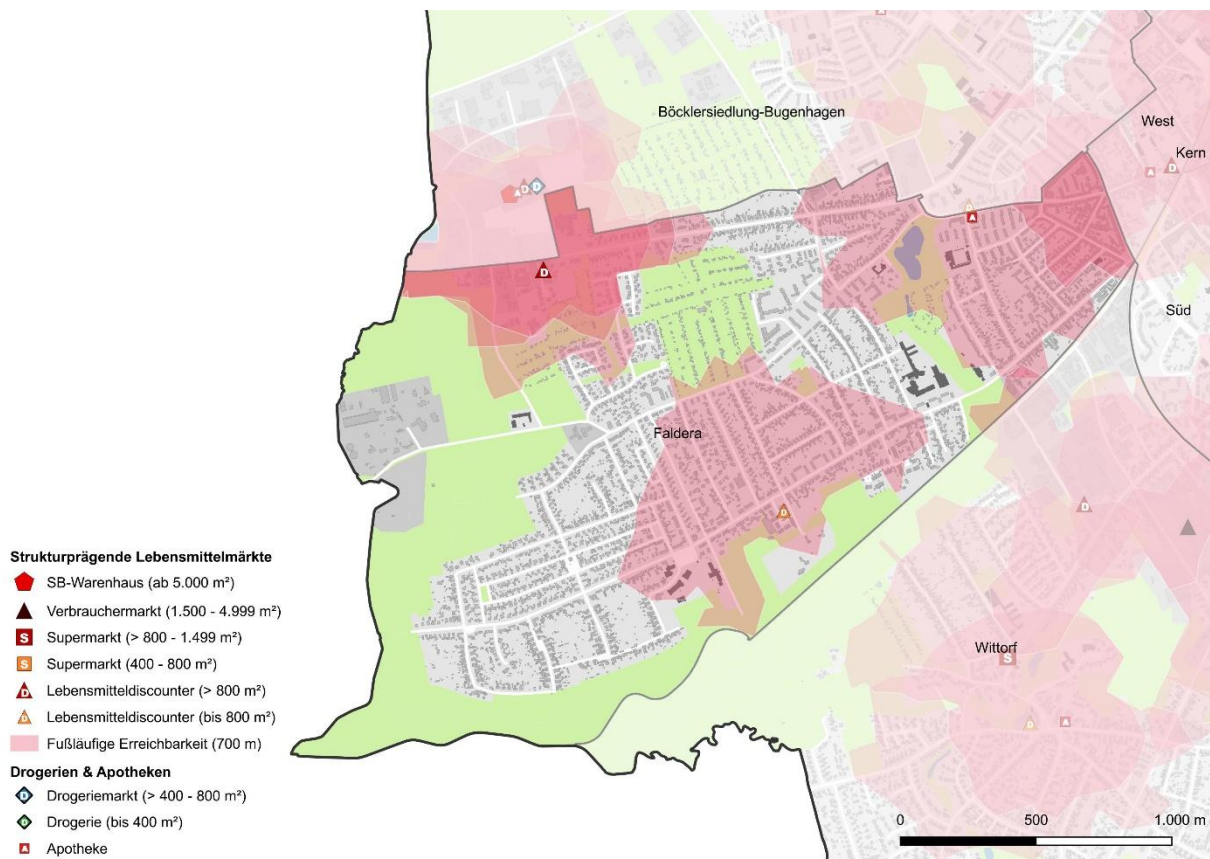 Böcklersiedlung-Bugenhagen
West
Kern
A
D
D
A
A
D
D
D
A
D
Süd
Faldera
D
D
Wittorf
S
D
A
Strukturprägende Lebensmittelmärkte
SB-Warenhaus (ab 5.000 m²)
Verbrauchermarkt (1.500 - 4.999 m²)
S Supermarkt (> 800 - 1.499 m²)
S Supermarkt (400 - 800 m²)
D Lebensmitteldiscounter (> 800 m²)
D Lebensmitteldiscounter (bis 800 m²)
Fußläufige Erreichbarkeit (700 m)
Drogerien & Apotheken
D Drogeriemarkt (> 400 - 800 m²)
D Drogerie (bis 400 m²)
A Apotheke
0 500 1.000 m